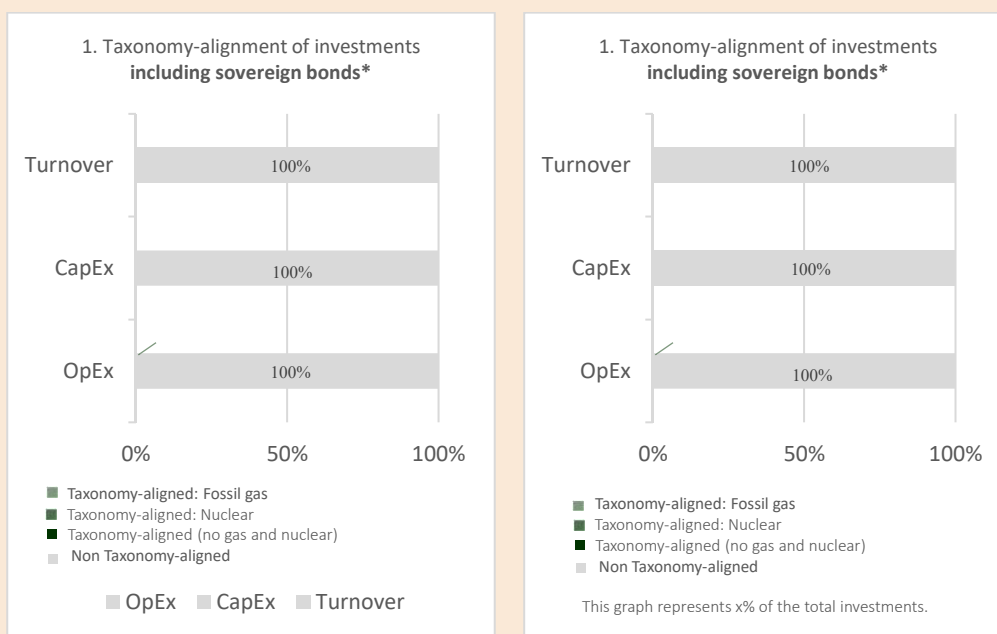 1. Taxonomy-alignment of investments
including sovereign bonds*
Turnover
100%
CapEx
100%
OpEx
100%
0% 50% 100%
Taxonomy-aligned: Fossil gas
Taxonomy-aligned: Nuclear
Taxonomy-aligned (no gas and nuclear)
Non Taxonomy-aligned
OpEx CapEx Turnover
1. Taxonomy-alignment of investments
including sovereign bonds*
Turnover
100%
CapEx
100%
OpEx
100%
0% 50% 100%
Taxonomy-aligned: Fossil gas
Taxonomy-aligned: Nuclear
Taxonomy-aligned (no gas and nuclear)
Non Taxonomy-aligned
This graph represents x% of the total investments.